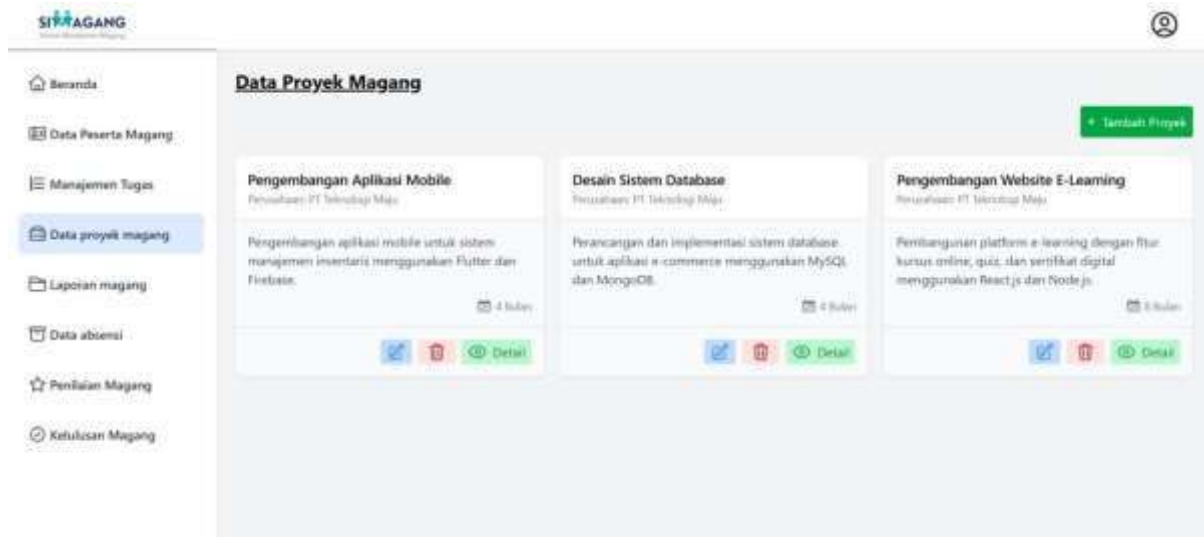 SIMAGANG
Beranda
Data Peserta Magang
Manajemen Tugas
Data proyek magang
Laporan magang
Data absensi
Penilaian Magang
Kelulusan Magang
Data Proyek Magang
+ Tambah Proyek
Pengembangan Aplikasi Mobile
Perusahaan: PT Teknologi Maju
Pengembangan aplikasi mobile untuk sistem
manajemen inventaris menggunakan Flutter dan
Firebase.
4 Bulan
Detail
Desain Sistem Database
Perusahaan: PT Teknologi Maju
Perancangan dan implementasi sistem database
untuk aplikasi e-commerce menggunakan MySQL
dan MongoDB.
4 Bulan
Detail
Pengembangan Website E-Learning
Perusahaan: PT Teknologi Maju
Pembangunan platform e-learning dengan fitur
kursus online, quiz, dan sertifikat digital
menggunakan React.js dan Node.js.
Bulan
Detail